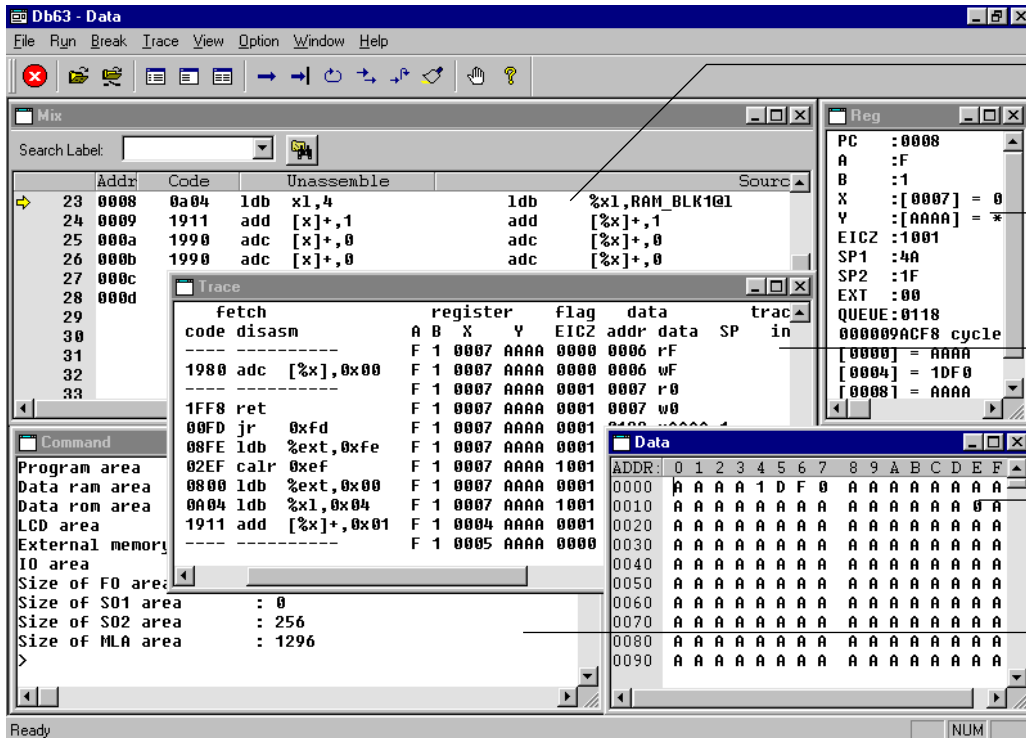 Db63 - Data
File Run Break Trace View Option Window Help
Mix
Search Label:
Addr Code Unassemble Sourc
23 0008 0a04 ldb xl,4 ldb %xl,RAM_BLK1@l
24 0009 1911 add [x]+,1 add [%x]+,1
25 000a 1990 adc [x]+,0 adc [%x]+,0
26 000b 1990 adc [x]+,0 adc [%x]+,0
27 000c
28 000d
29
30
31
32
33
Reg
PC :0008
A :F
B :1
X :[0007] = 0
Y :[AAAA] = *
EICZ :1001
SP1 :4A
SP2 :1F
EXT :00
QUEUE:0118
000009ACF8 cycle
[0000] = AAAA
[0004] = 1DF0
[0008] = AAAA
Trace
fetch register flag data trac
code disasm A B X Y EICZ addr data SP in
---- ---------- F 1 0007 AAAA 0000 0006 rF
1980 adc [%x],0x00 F 1 0007 AAAA 0000 0006 wF
---- ---------- F 1 0007 AAAA 0001 0007 r0
1FF8 ret F 1 0007 AAAA 0001 0007 w0
00FD jr 0xfd F 1 0007 AAAA 0001
08FE ldb %ext,0xfe F 1 0007 AAAA 0001
02EF calr 0xef F 1 0007 AAAA 1001
0800 ldb %ext,0x00 F 1 0007 AAAA 0001
0A04 ldb %xl,0x04 F 1 0007 AAAA 1001
1911 add [%x]+,0x01 F 1 0004 AAAA 0001
---- ---------- F 1 0005 AAAA 0000
Command
Program area
Data ram area
Data rom area
LCD area
External memory
IO area
Size of FO area
Size of SO1 area : 0
Size of SO2 area : 256
Size of MLA area : 1296
>
Data
ADDR: 0 1 2 3 4 5 6 7 8 9 A B C D E F
0000 A A A A 1 D F 0 A A A A A A A A
0010 A A A A A A A A A A A A A A 0 A
0020 A A A A A A A A A A A A A A A A
0030 A A A A A A A A A A A A A A A A
0040 A A A A A A A A A A A A A A A A
0050 A A A A A A A A A A A A A A A A
0060 A A A A A A A A A A A A A A A A
0070 A A A A A A A A A A A A A A A A
0080 A A A A A A A A A A A A A A A A
0090 A A A A A A A A A A A A A A A A
Ready NUM